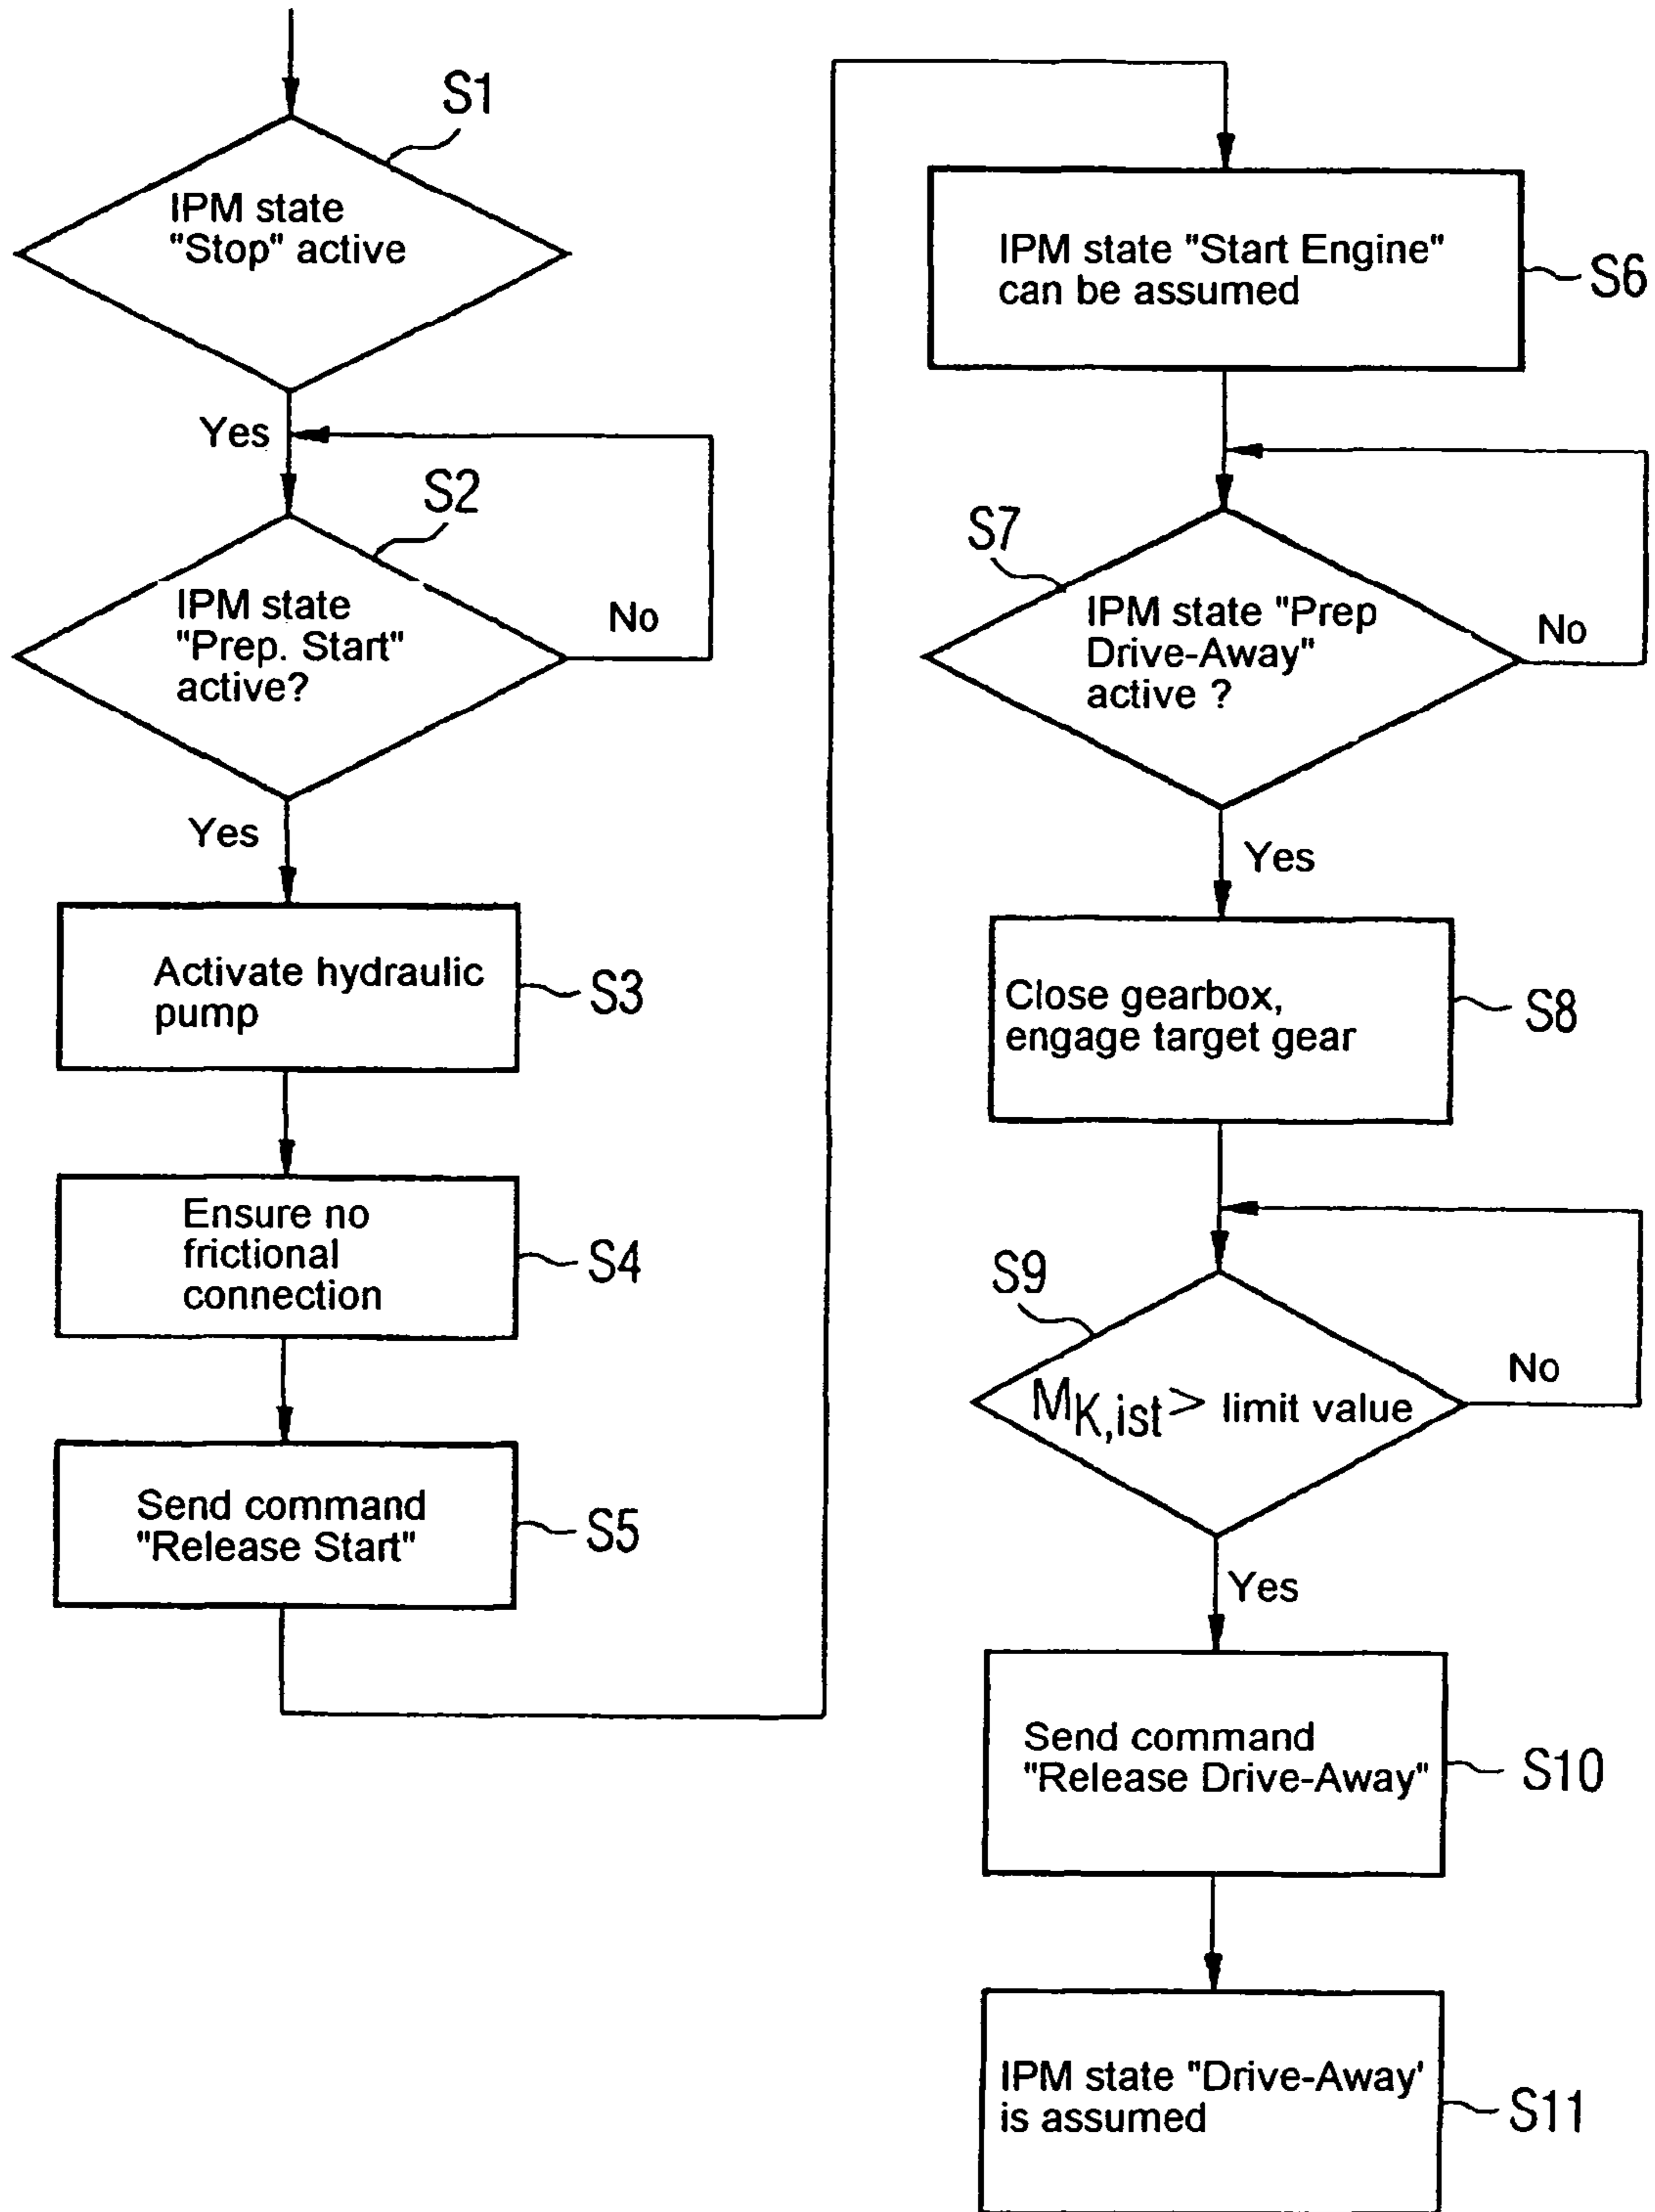 S1
IPM state
"Stop" active
Yes
S2
IPM state
"Prep. Start"
active?
No
Yes
Activate hydraulic
pump
S3
Ensure no
frictional
connection
S4
Send command
"Release Start"
S5
IPM state "Start Engine"
can be assumed
S6
S7
IPM state "Prep
Drive-Away"
active ?
No
Yes
Close gearbox,
engage target gear
S8
S9
MK,ist > limit value
No
Yes
Send command
"Release Drive-Away"
S10
IPM state "Drive-Away'
is assumed
S11